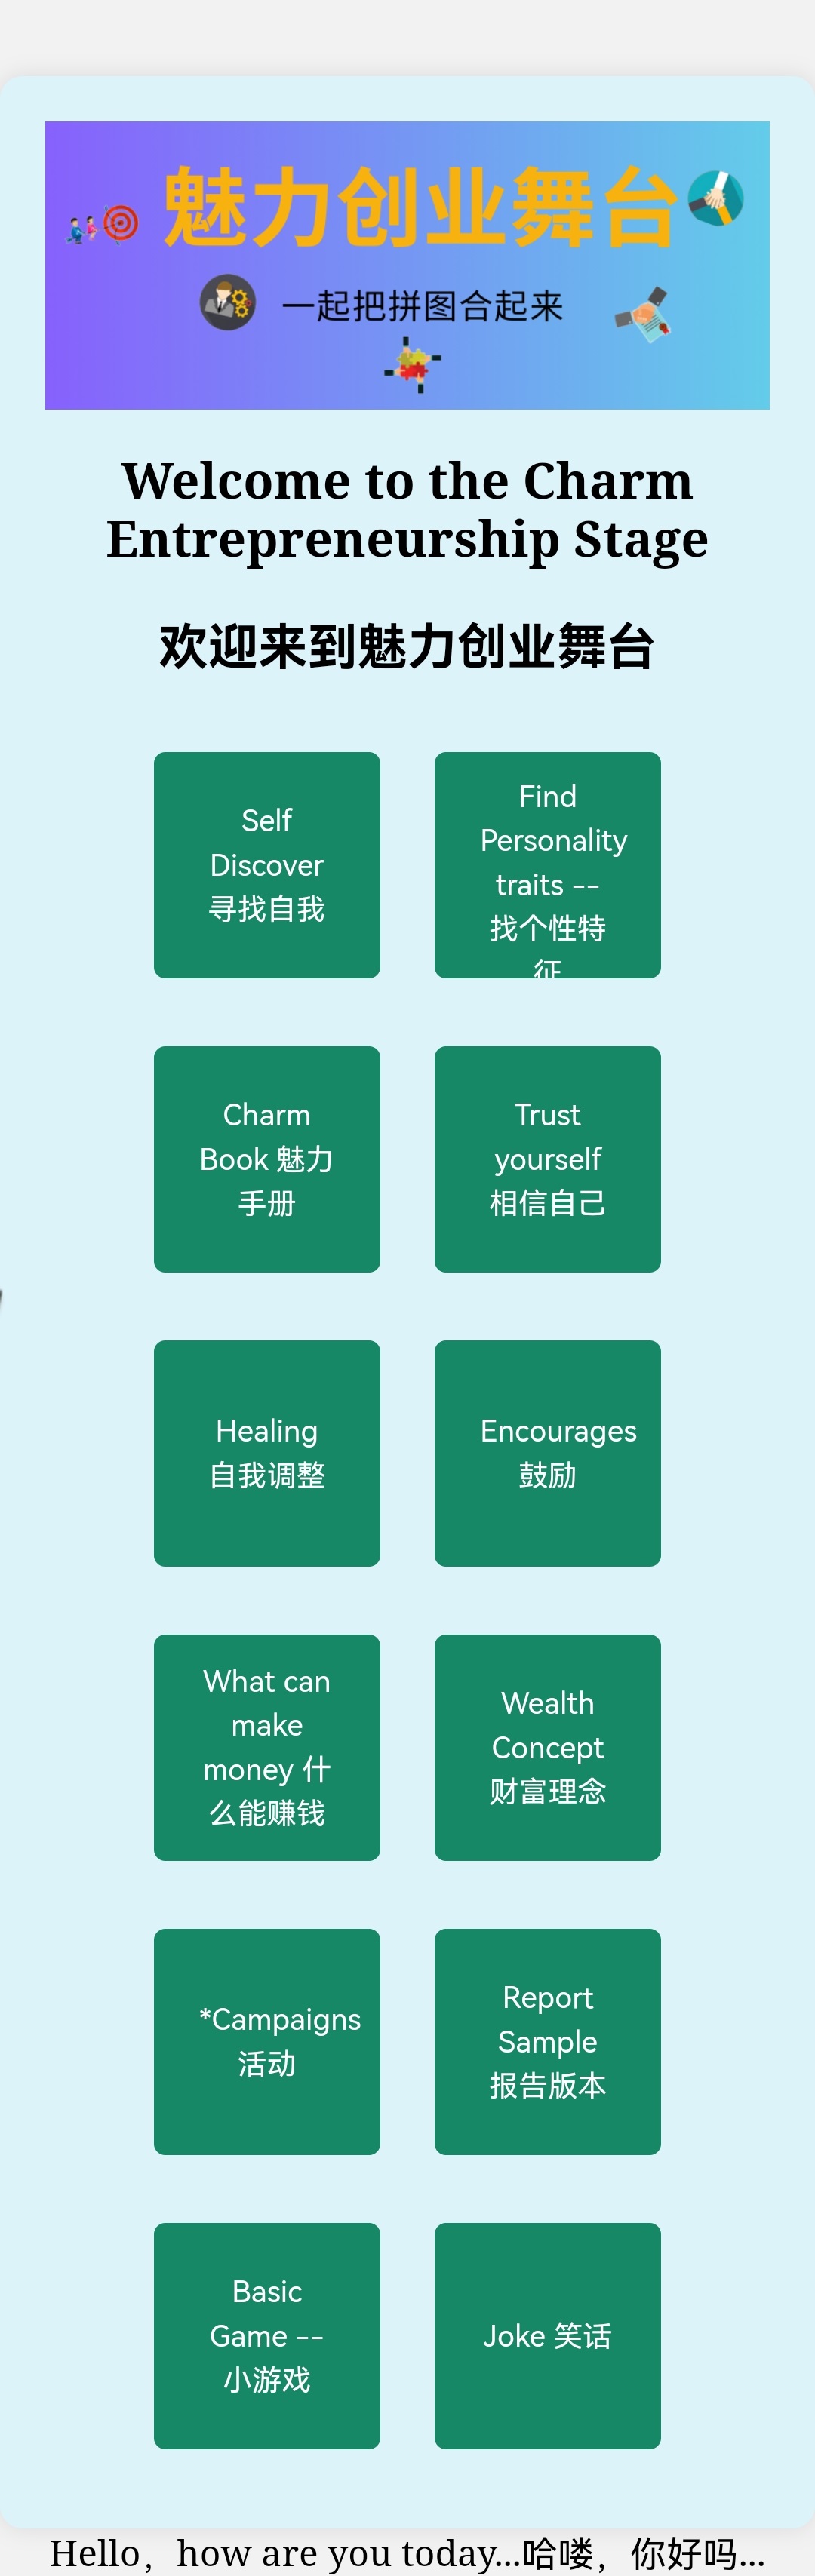 魅力创业舞台
一起把拼图合起来
Welcome to the Charm
Entrepreneurship Stage
欢迎来到魅力创业舞台
Self
Discover
寻找自我
Find
Personality
traits --
找个性特
征
Charm
Book 魅力
手册
Trust
yourself
相信自己
Healing
自我调整
Encourages
鼓励
What can
make
money 什
么能赚钱
Wealth
Concept
财富理念
*Campaigns
活动
Report
Sample
报告版本
Basic
Game --
小游戏
Joke 笑话
Hello，how are you today...哈喽，你好吗...